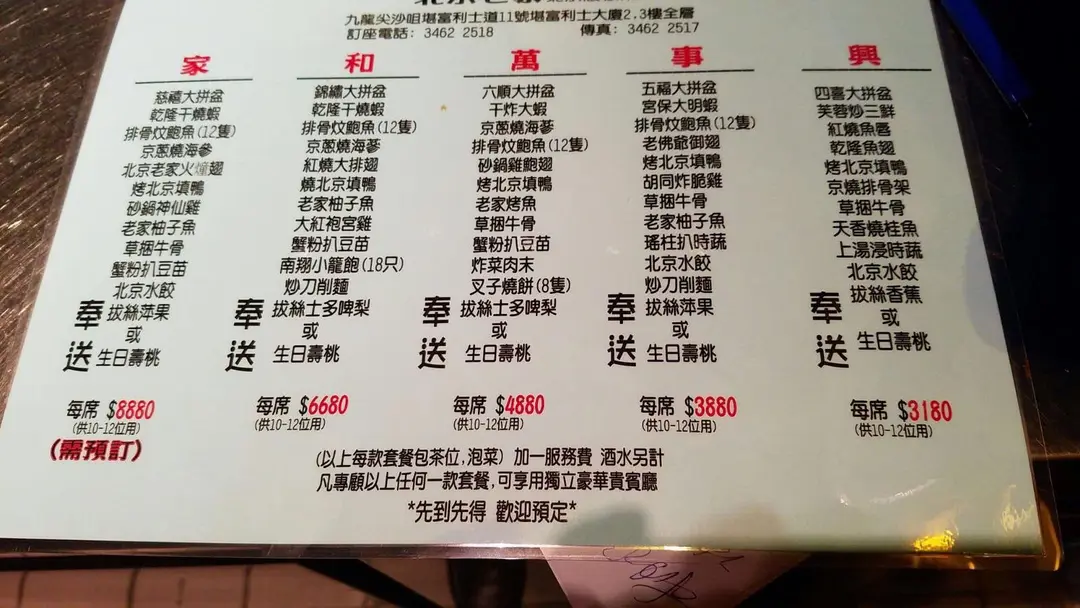 九龍尖沙咀堪富利士道11號堪富利士大廈2.3樓全層
訂座電話: 3462 2518 傳真: 3462 2517
家
慈禧大拼盆
乾隆干燒蝦
排骨炆鮑魚(12隻)
京蔥燒海參
北京老家火燑翅
烤北京填鴨
砂鍋神仙雞
老家柚子魚
草捆牛骨
蟹粉扒豆苗
北京水餃
奉送
拔絲苹果
或
生日壽桃
每席 $8880
(供10-12位用)
(需預訂)
和
錦繡大拼盆
乾隆干燒蝦
排骨炆鮑魚(12隻)
京蔥燒海參
紅燒大排翅
燒北京填鴨
老家柚子魚
大紅袍宮雞
蟹粉扒豆苗
南翔小籠飽(18只)
炒刀削麵
奉送
拔絲士多啤梨
或
生日壽桃
每席 $6680
(供10-12位用)
萬
六順大拼盆
干炸大蝦
京蔥燒海參
排骨炆鮑魚(12隻)
砂鍋雞鮑翅
烤北京填鴨
老家烤魚
草捆牛骨
蟹粉扒豆苗
炸菜肉末
叉子燒餅(8隻)
奉送
拔絲士多啤梨
或
生日壽桃
每席 $4880
(供10-12位用)
事
五福大拼盆
宮保大明蝦
排骨炆鮑魚(12隻)
老佛爺御翅
烤北京填鴨
胡同炸脆雞
草捆牛骨
老家柚子魚
瑤柱扒時蔬
北京水餃
炒刀削麵
奉送
拔絲苹果
或
生日壽桃
每席 $3880
(供10-12位用)
興
四喜大拼盆
芙蓉炒三鮮
紅燒魚唇
乾隆魚翅
烤北京填鴨
京燒排骨架
草捆牛骨
天香燒桂魚
上湯浸時蔬
北京水餃
奉送
拔絲香蕉
或
生日壽桃
每席 $3180
(供10-12位用)
(以上每款套餐包茶位,泡菜) 加一服務費 酒水另計
凡專顧以上任何一款套餐,可享用獨立豪華貴賓廳
*先到先得 歡迎預定*